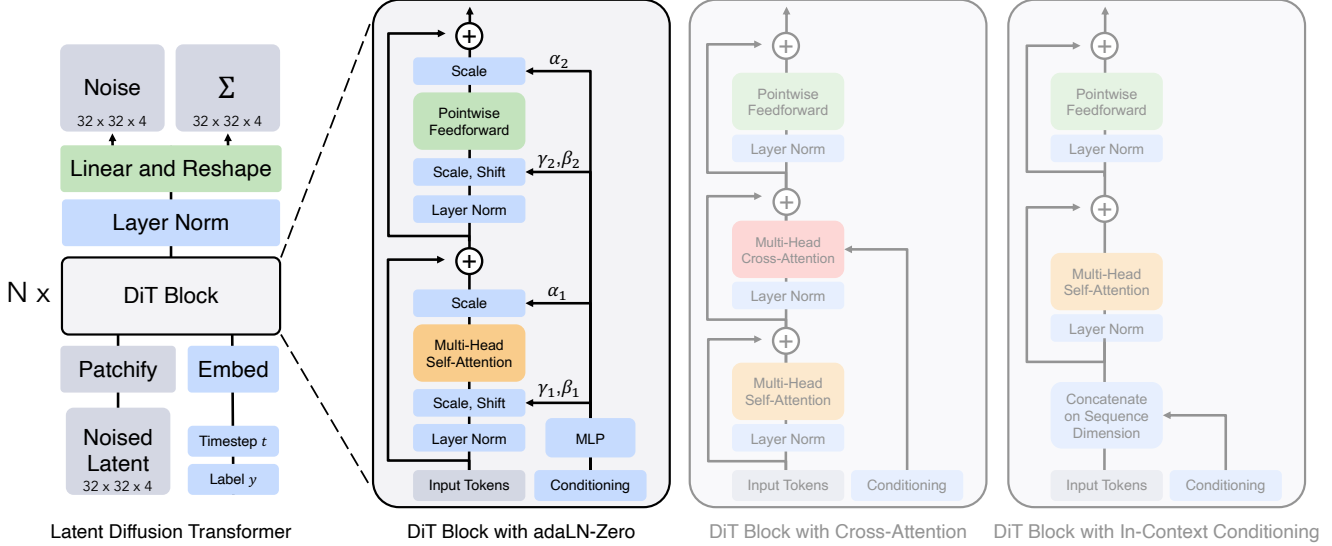 Noise
32 x 32 x 4
Σ
32 x 32 x 4
Linear and Reshape
Layer Norm
N x
DiT Block
Patchify
Embed
Noised
Latent
32 x 32 x 4
Timestep t
Label y
Latent Diffusion Transformer
+
Scale
α₂
Pointwise
Feedforward
Scale, Shift
γ₂,β₂
Layer Norm
+
Scale
α₁
Multi-Head
Self-Attention
Scale, Shift
γ₁,β₁
Layer Norm
MLP
Input Tokens
Conditioning
DiT Block with adaLN-Zero
+
Pointwise
Feedforward
Layer Norm
+
Multi-Head
Cross-Attention
Layer Norm
+
Multi-Head
Self-Attention
Layer Norm
Input Tokens
Conditioning
DiT Block with Cross-Attention
+
Pointwise
Feedforward
Layer Norm
+
Multi-Head
Self-Attention
Layer Norm
Concatenate
on Sequence
Dimension
Input Tokens
Conditioning
DiT Block with In-Context Conditioning